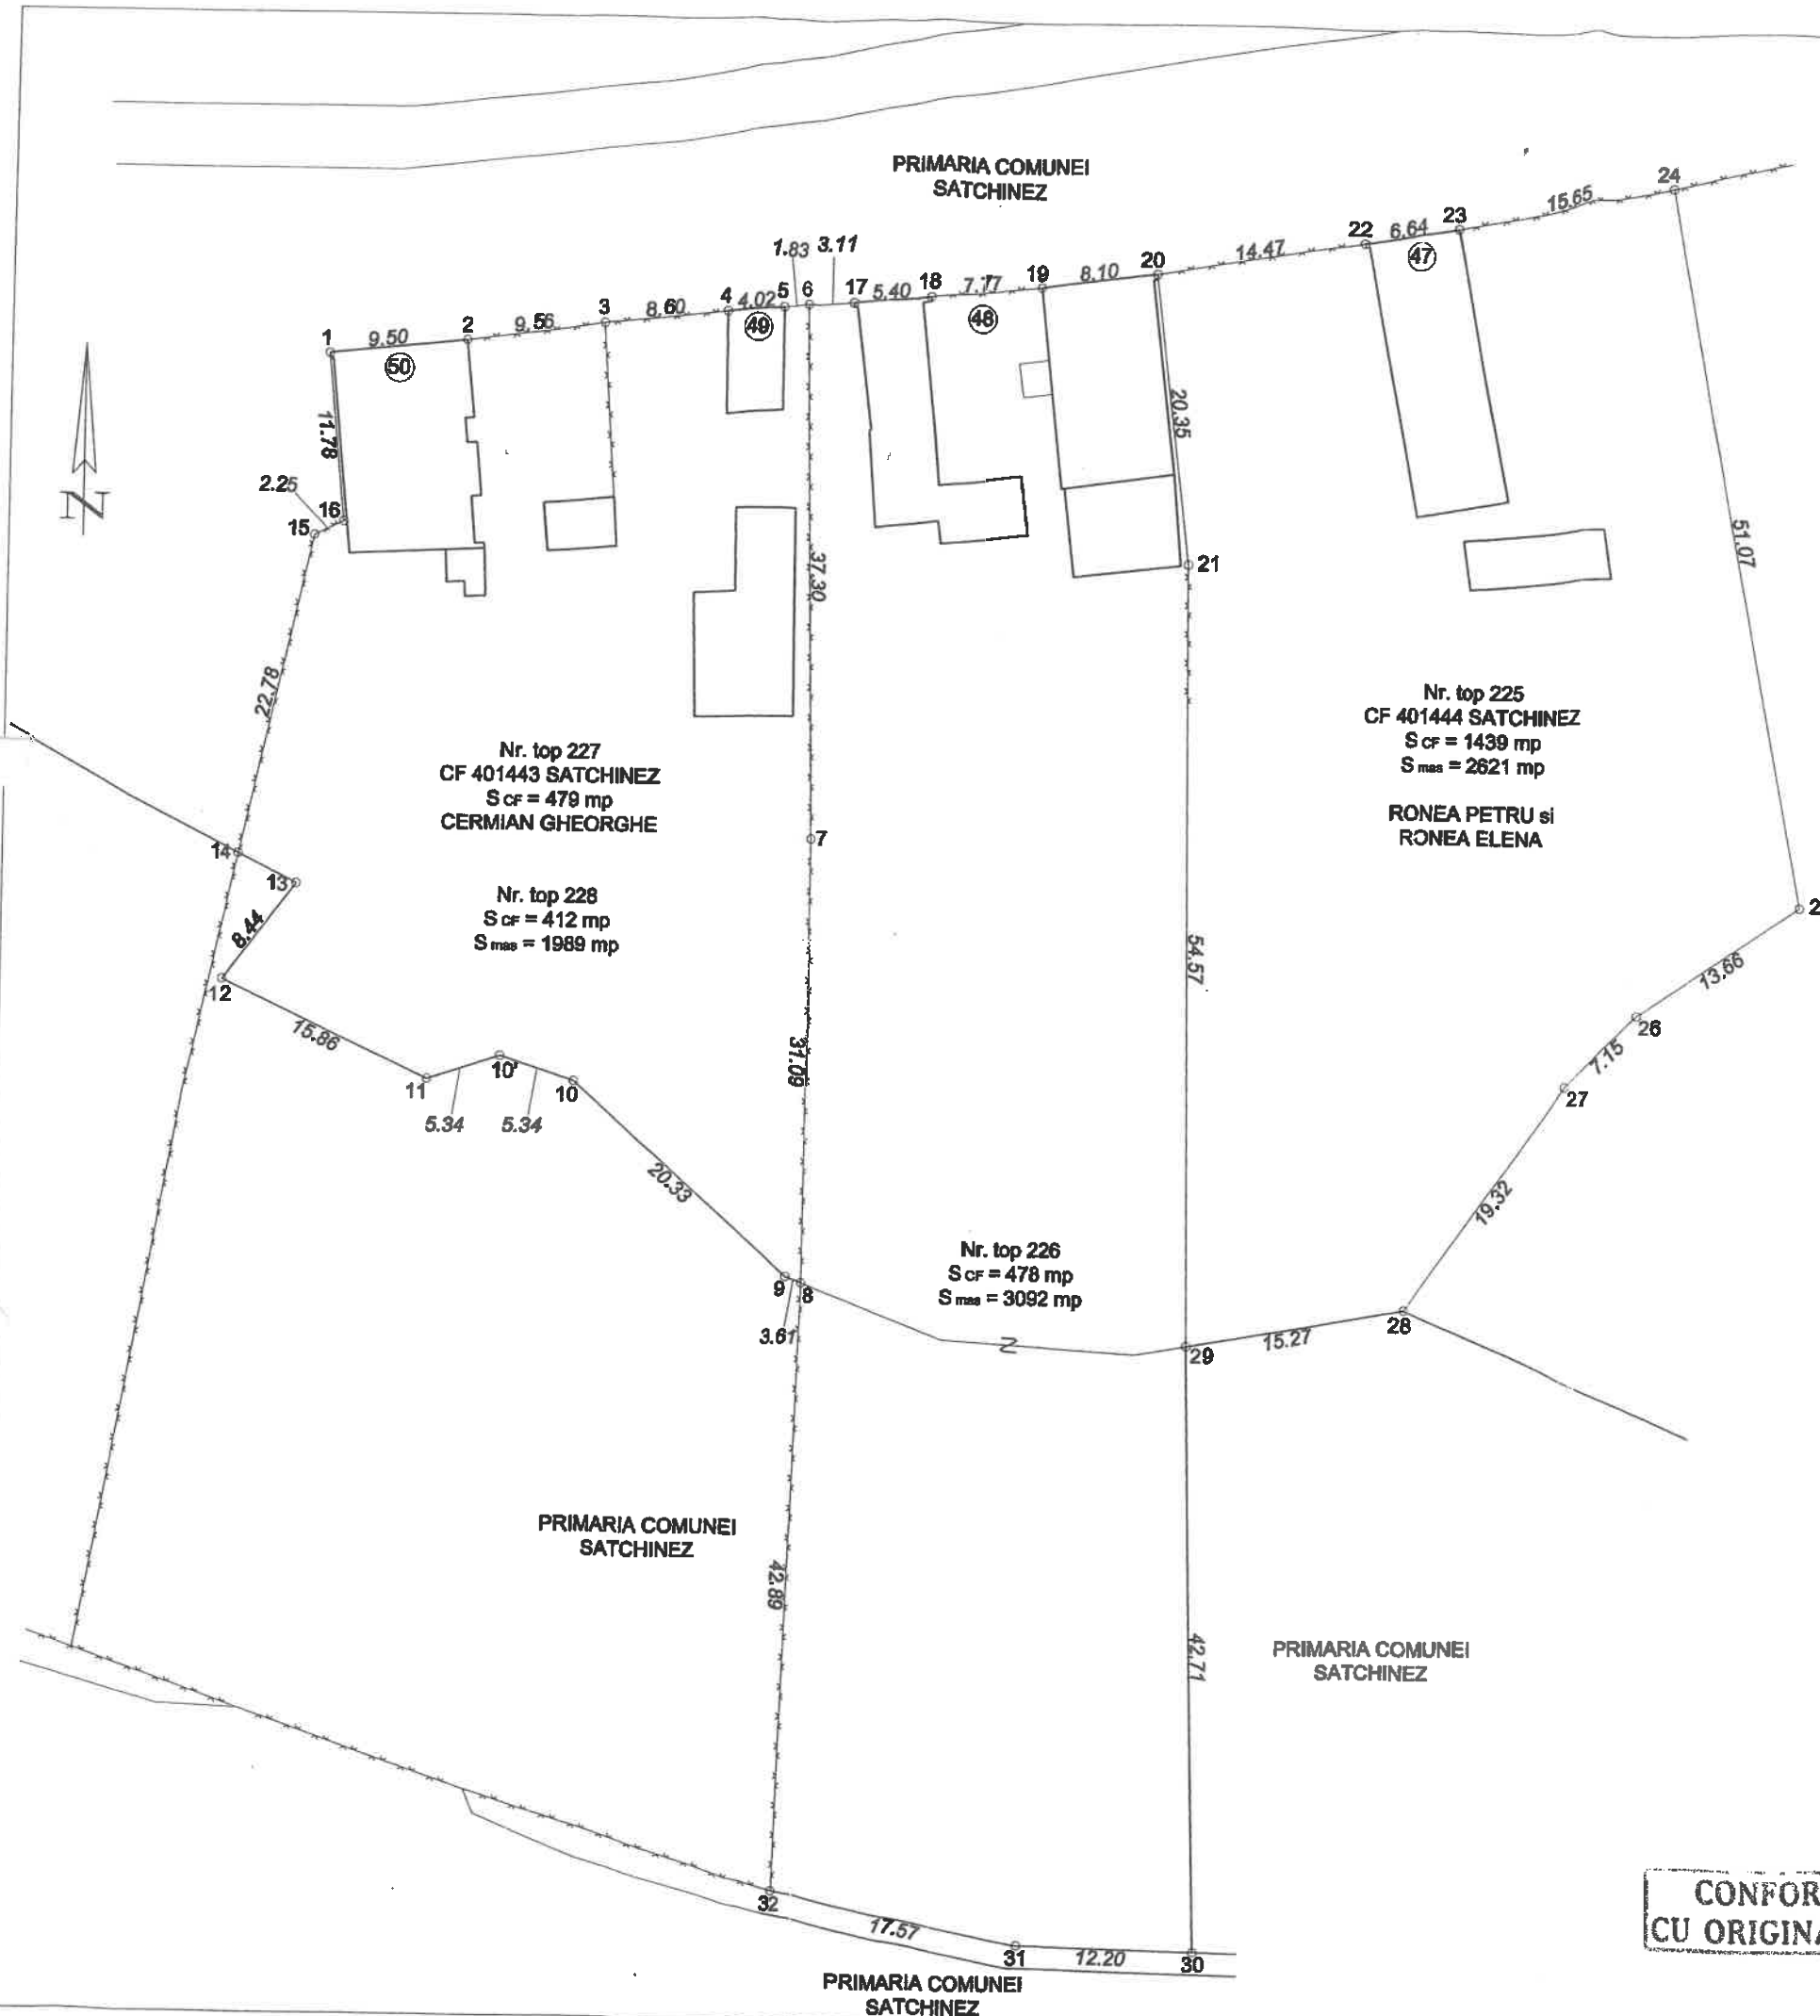 PRIMARIA COMUNEI
SATCHINEZ
24
15.65
23
22
6.64
47
14.47
20
8.10
19
7.77
48
18
5.40
17
1.83
3.11
6
5
4.02
4
49
8.60
3
9.56
2
9.50
1
50
11.78
2.25
16
15
N
20.35
37.30
21
51.07
22.78
Nr. top 225
CF 401444 SATCHINEZ
S CF = 1439 mp
S mas = 2621 mp
RONEA PETRU si
RONEA ELENA
Nr. top 227
CF 401443 SATCHINEZ
S CF = 479 mp
CERMIAN GHEORGHE
7
14
13
Nr. top 228
S CF = 412 mp
S mas = 1989 mp
8.44
12
54.57
13.66
26
7.15
27
15.86
11
10'
10
5.34
5.34
31.09
20.33
19.32
Nr. top 226
S CF = 478 mp
S mas = 3092 mp
9
8
3.61
28
15.27
29
PRIMARIA COMUNEI
SATCHINEZ
42.89
42.71
PRIMARIA COMUNEI
SATCHINEZ
32
17.57
31
12.20
30
PRIMARIA COMUNEI
SATCHINEZ
CU